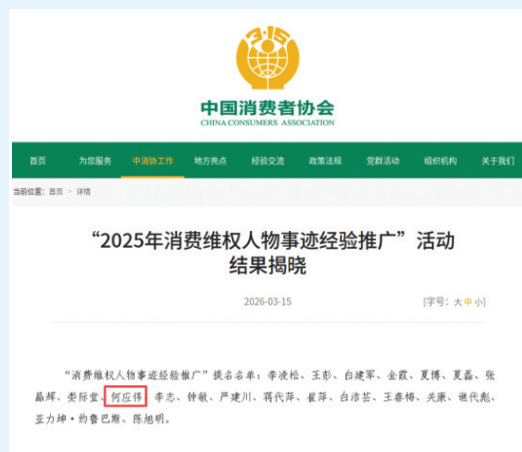 3·15
中国消费者协会
CHINA CONSUMERS ASSOCIATION
首页 为您服务 中消协工作 地方亮点 经验交流 政策法规 党群活动 组织机构 关于我们
当前位置：首页 > 详情
“2025年消费维权人物事迹经验推广”活动
结果揭晓
2026-03-15 [字号：大 中 小]
“消费维权人物事迹经验推广”提名名单：李凌松、王彭、白建军、金霞、夏博、夏磊、张
晶辉、娄际堂、何应伟、李志、钟敏、严建川、蒋代萍、崔萍、白洁芸、王春梅、关康、谯代彪、
亚力坤·约鲁巴斯、陈旭明。